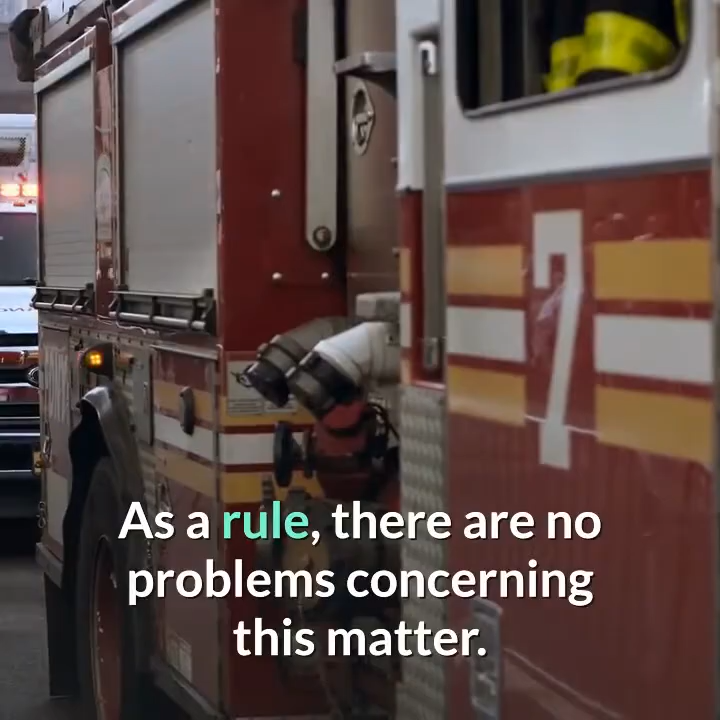 7
As a rule, there are no
problems concerning
this matter.